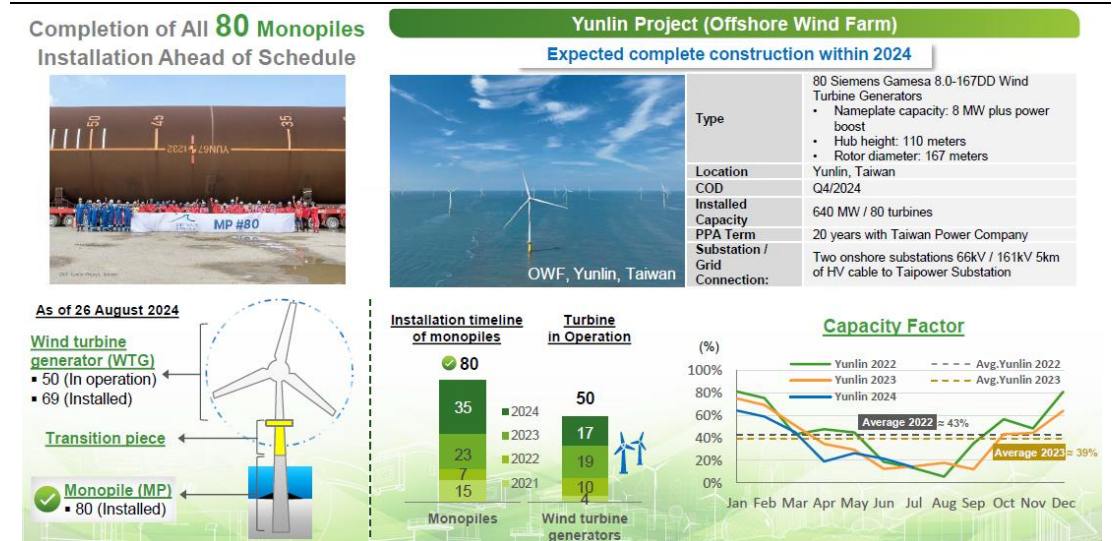 Completion of All 80 Monopiles
Installation Ahead of Schedule
50
45
35
MP #80
Yunlin Project (Offshore Wind Farm)
Expected complete construction within 2024
OWF, Yunlin, Taiwan
Type
80 Siemens Gamesa 8.0-167DD Wind
Turbine Generators
• Nameplate capacity: 8 MW plus power
boost
• Hub height: 110 meters
• Rotor diameter: 167 meters
Location
Yunlin, Taiwan
COD
Q4/2024
Installed
Capacity
640 MW / 80 turbines
PPA Term
20 years with Taiwan Power Company
Substation /
Grid
Connection:
Two onshore substations 66kV / 161kV 5km
of HV cable to Taipower Substation
As of 26 August 2024
Wind turbine
generator (WTG)
▪ 50 (In operation)
▪ 69 (Installed)
Transition piece
Monopile (MP)
▪ 80 (Installed)
Installation timeline
of monopiles
80
35
23
7
15
Monopiles
2024
2023
2022
2021
Turbine
in Operation
50
17
19
10
4
Wind turbine
generators
Capacity Factor
(%)
100%
80%
60%
40%
20%
0%
Yunlin 2022
Avg.Yunlin 2022
Yunlin 2023
Avg.Yunlin 2023
Yunlin 2024
Average 2022 ≈ 43%
Average 2023 ≈ 39%
Jan Feb Mar Apr May Jun Jul Aug Sep Oct Nov Dec